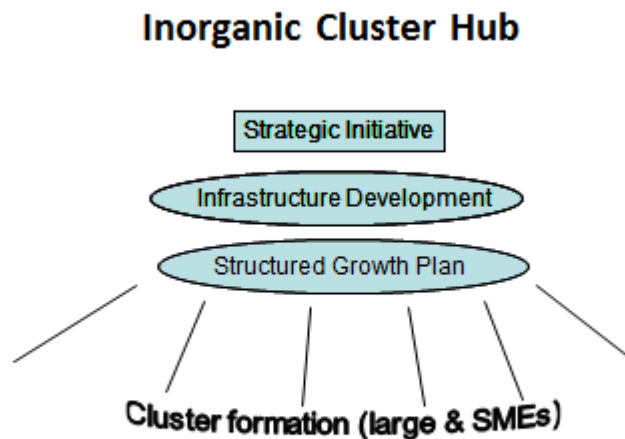 Inorganic Cluster Hub
Strategic Initiative
Infrastructure Development
Structured Growth Plan
Cluster formation (large & SMEs)